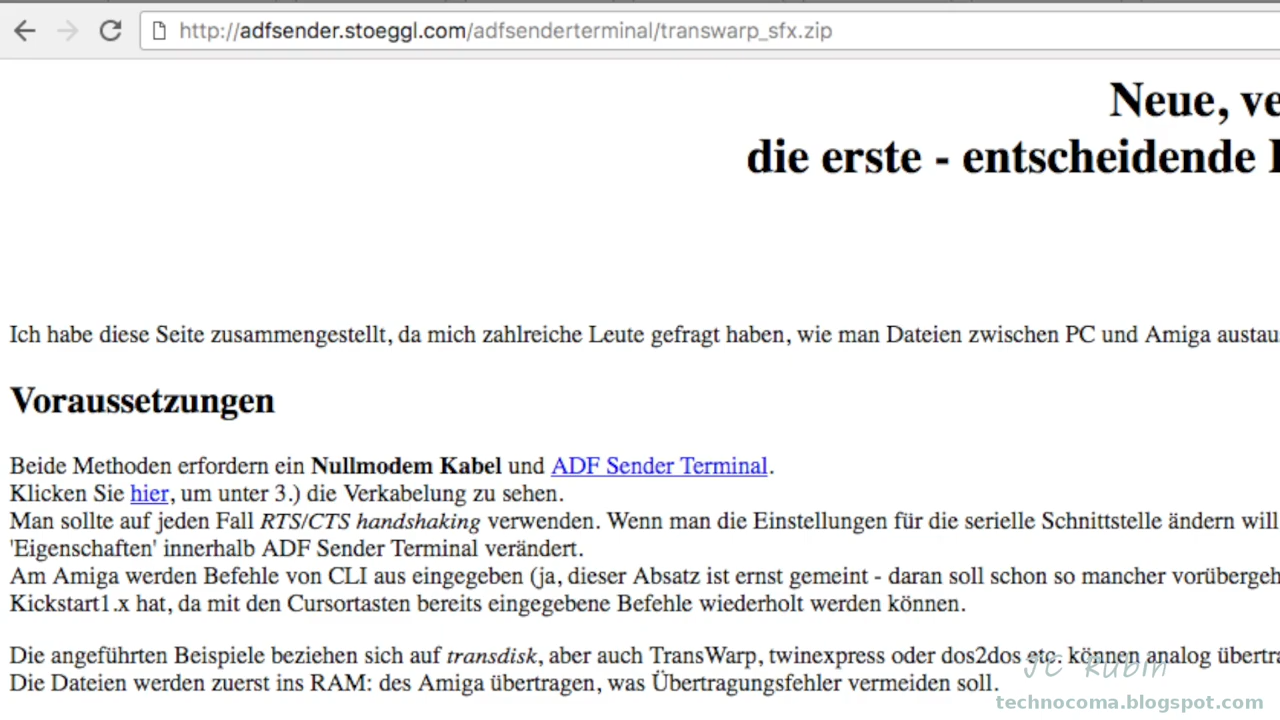 http://adfsender.stoeggl.com/adfsenderterminal/transwarp_sfx.zip
Neue, ve
die erste - entscheidende
Ich habe diese Seite zusammengestellt, da mich zahlreiche Leute gefragt haben, wie man Dateien zwischen PC und Amiga austau
Voraussetzungen
Beide Methoden erfordern ein Nullmodem Kabel und ADF Sender Terminal.
Klicken Sie hier, um unter 3.) die Verkabelung zu sehen.
Man sollte auf jeden Fall RTS/CTS handshaking verwenden. Wenn man die Einstellungen für die serielle Schnittstelle ändern will
'Eigenschaften' innerhalb ADF Sender Terminal verändert.
Am Amiga werden Befehle von CLI aus eingegeben (ja, dieser Absatz ist ernst gemeint - daran soll schon so mancher vorübergeh
Kickstart1.x hat, da mit den Cursortasten bereits eingegebene Befehle wiederholt werden können.
Die angeführten Beispiele beziehen sich auf transdisk, aber auch TransWarp, twinexpress oder dos2dos etc. können analog übertra
Die Dateien werden zuerst ins RAM: des Amiga übertragen, was Übertragungsfehler vermeiden soll.
JC Rubin
technocoma.blogspot.com